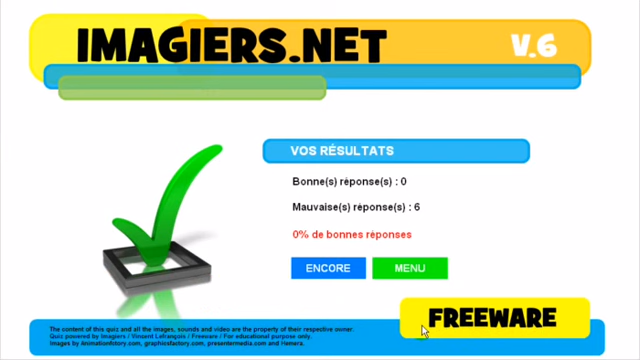 IMAGIERS.NET
V.6
VOS RÉSULTATS
Bonne(s) réponse(s) : 0
Mauvaise(s) réponse(s) : 6
0% de bonnes réponses
ENCORE
MENU
FREEWARE
The content of this quiz and all the images, sounds and video are the property of their respective owner.
Quiz powered by Imagiers / Vincent Lefrançois / Freeware / For educational purpose only.
Images by Animationfctory.com, graphicsfactory.com, presentermedia.com and Hemera.